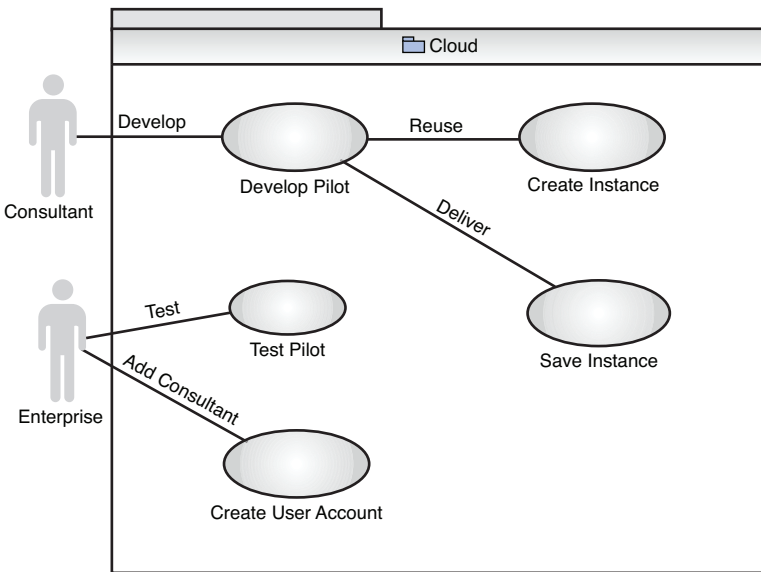 Cloud
Develop
Reuse
Develop Pilot
Create Instance
Consultant
Deliver
Test
Test Pilot
Save Instance
Add Consultant
Enterprise
Create User Account